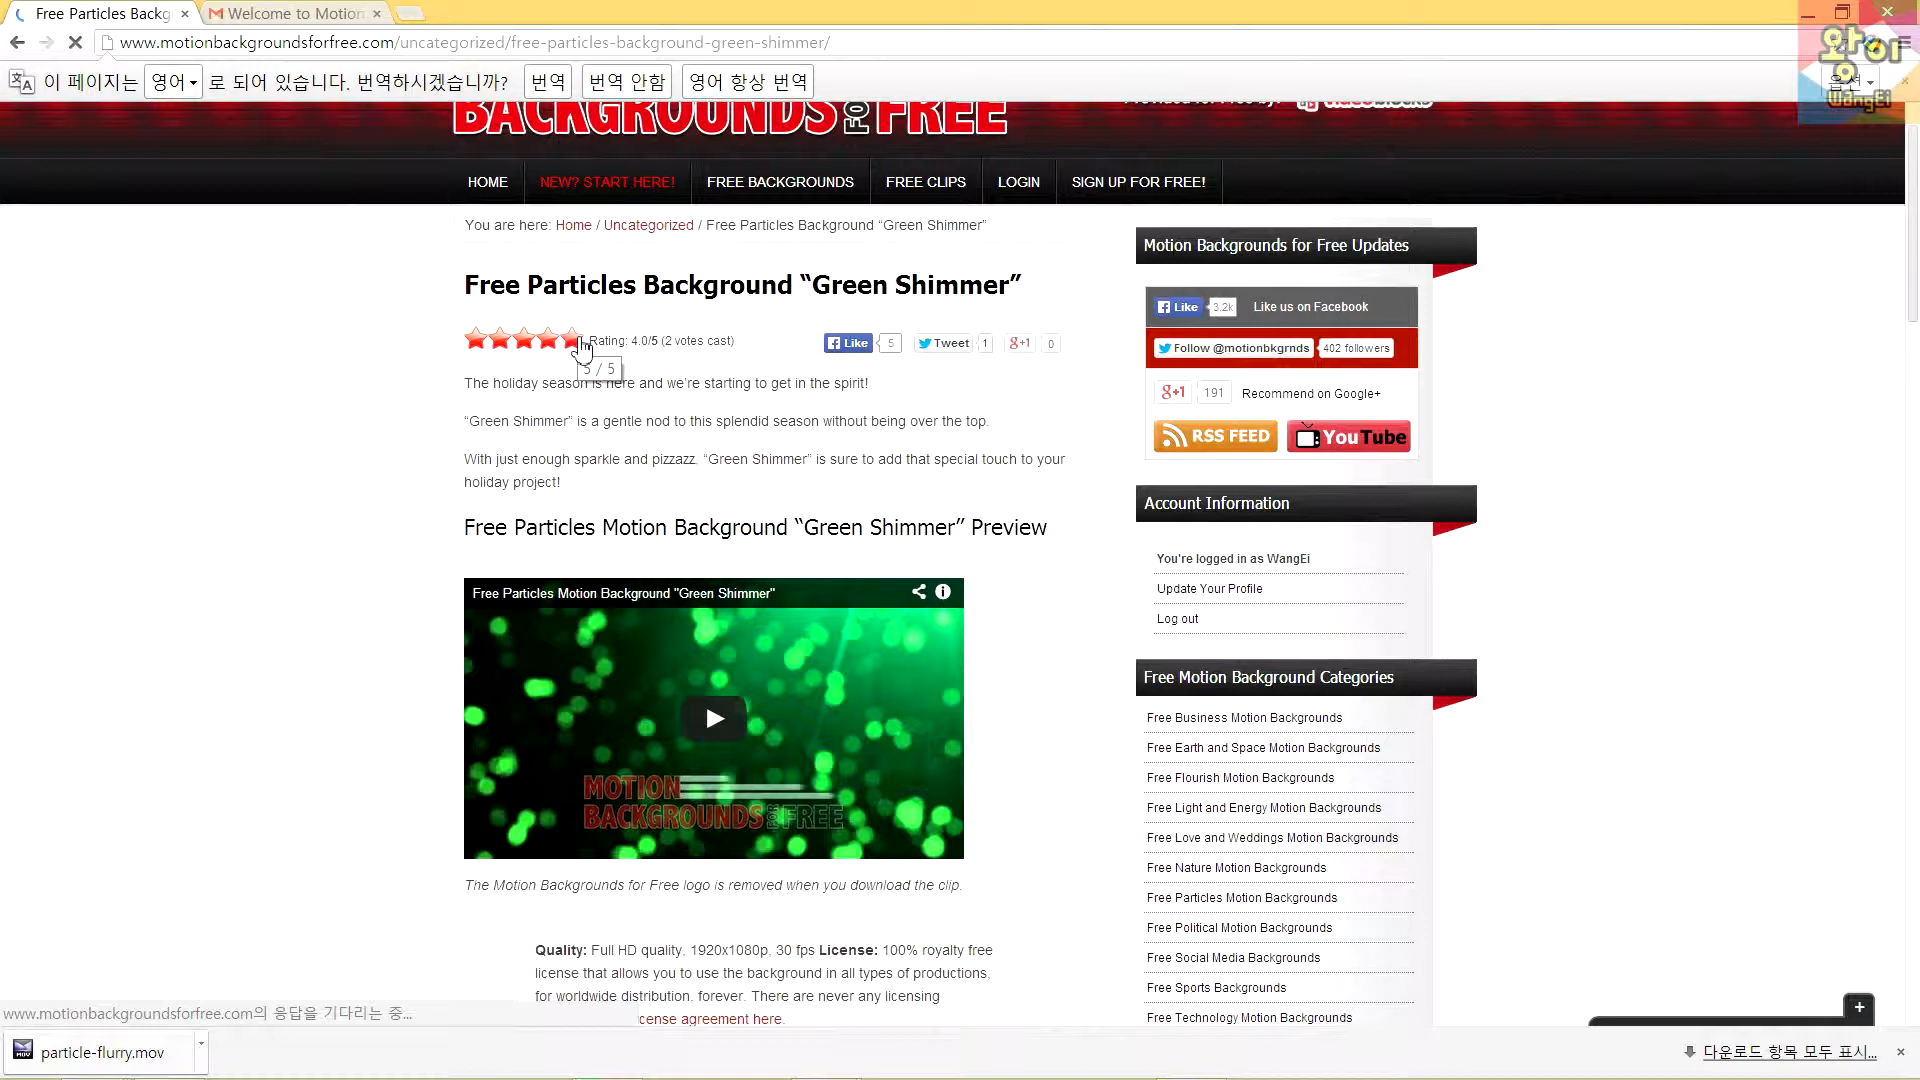 Free Particles Backg
Welcome to Motion
www.motionbackgroundsforfree.com/uncategorized/free-particles-background-green-shimmer/
이 페이지는 영어 로 되어 있습니다. 번역하시겠습니까? 번역 번역 안함 영어 항상 번역 옵션
왕이
WangEi
BACKGROUNDS FOR FREE
HOME NEW? START HERE! FREE BACKGROUNDS FREE CLIPS LOGIN SIGN UP FOR FREE!
You are here: Home / Uncategorized / Free Particles Background “Green Shimmer”
Free Particles Background “Green Shimmer”
Rating: 4.0/5 (2 votes cast)
Like 5 Tweet 1 g+1 0
5 / 5
The holiday season is here and we’re starting to get in the spirit!
“Green Shimmer” is a gentle nod to this splendid season without being over the top.
With just enough sparkle and pizzazz, “Green Shimmer” is sure to add that special touch to your
holiday project!
Free Particles Motion Background “Green Shimmer” Preview
Free Particles Motion Background "Green Shimmer"
MOTION
BACKGROUNDS FOR FREE
The Motion Backgrounds for Free logo is removed when you download the clip.
Quality: Full HD quality, 1920x1080p, 30 fps License: 100% royalty free
license that allows you to use the background in all types of productions,
for worldwide distribution, forever. There are never any licensing
cense agreement here.
Motion Backgrounds for Free Updates
Like 3.2k Like us on Facebook
Follow @motionbkgrnds 402 followers
g+1 191 Recommend on Google+
RSS FEED YouTube
Account Information
You're logged in as WangEi
Update Your Profile
Log out
Free Motion Background Categories
Free Business Motion Backgrounds
Free Earth and Space Motion Backgrounds
Free Flourish Motion Backgrounds
Free Light and Energy Motion Backgrounds
Free Love and Weddings Motion Backgrounds
Free Nature Motion Backgrounds
Free Particles Motion Backgrounds
Free Political Motion Backgrounds
Free Social Media Backgrounds
Free Sports Backgrounds
Free Technology Motion Backgrounds
www.motionbackgroundsforfree.com의 응답을 기다리는 중...
particle-flurry.mov
다운로드 항목 모두 표시...